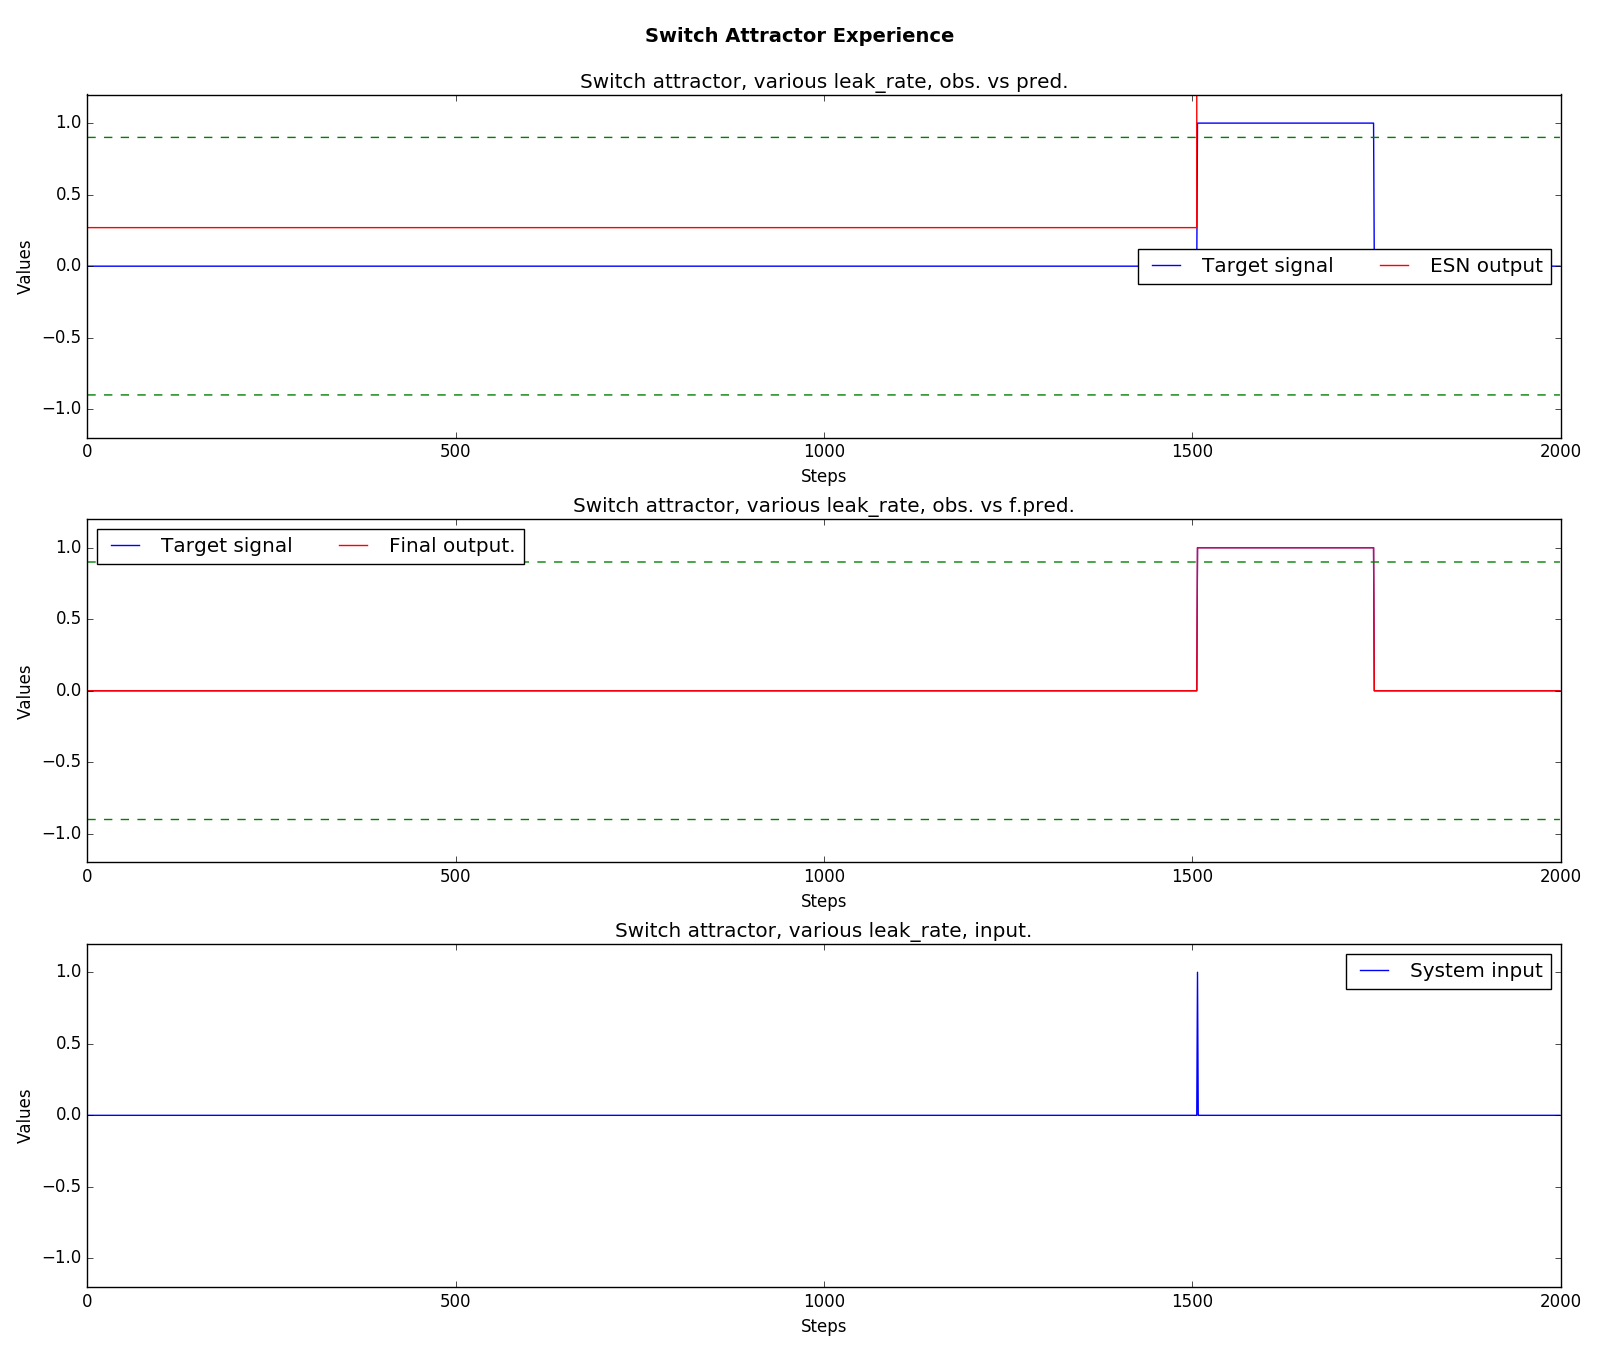 Switch Attractor Experience
Switch attractor, various leak_rate, obs. vs pred.
1.0
0.5
0.0
−0.5
−1.0
Values
Target signal ESN output
0 500 1000 1500 2000
Steps
Switch attractor, various leak_rate, obs. vs f.pred.
Target signal Final output.
1.0
0.5
0.0
−0.5
−1.0
Values
0 500 1000 1500 2000
Steps
Switch attractor, various leak_rate, input.
System input
1.0
0.5
0.0
−0.5
−1.0
Values
0 500 1000 1500 2000
Steps